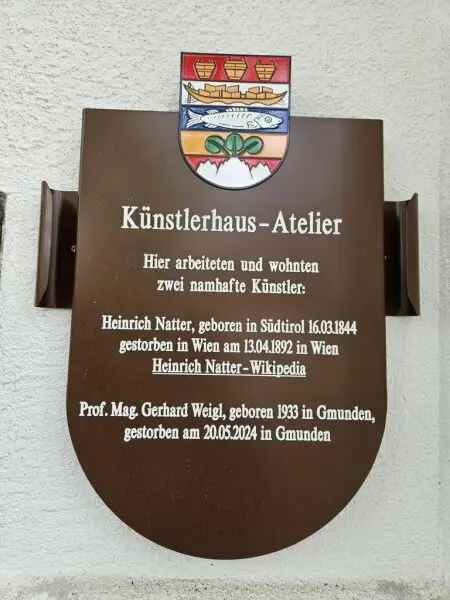 Künstlerhaus-Atelier
Hier arbeiteten und wohnten
zwei namhafte Künstler:
Heinrich Natter, geboren in Südtirol 16.03.1844
gestorben in Wien am 13.04.1892 in Wien
Heinrich Natter-Wikipedia
Prof. Mag. Gerhard Weigl, geboren 1933 in Gmunden,
gestorben am 20.05.2024 in Gmunden